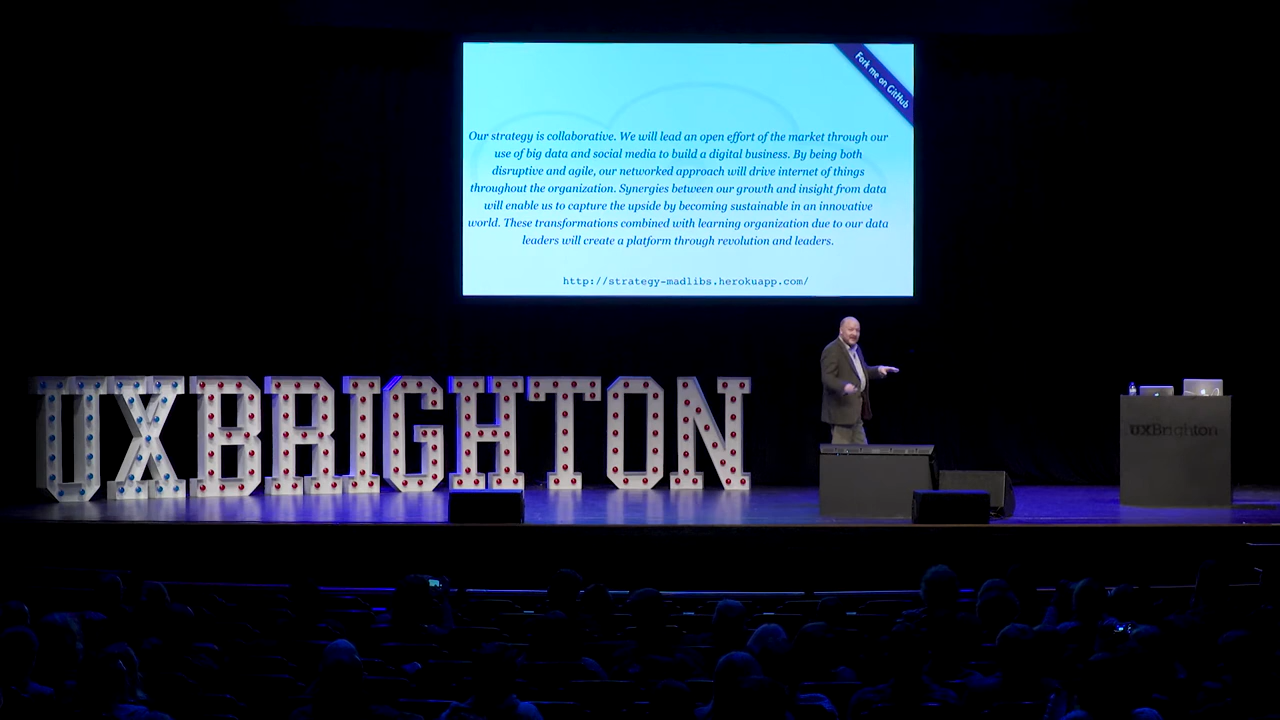 Fork me on GitHub
Our strategy is collaborative. We will lead an open effort of the market through our
use of big data and social media to build a digital business. By being both
disruptive and agile, our networked approach will drive internet of things
throughout the organization. Synergies between our growth and insight from data
will enable us to capture the upside by becoming sustainable in an innovative
world. These transformations combined with learning organization due to our data
leaders will create a platform through revolution and leaders.
http://strategy-madlibs.herokuapp.com/
UXBRIGHTON
uxBrighton